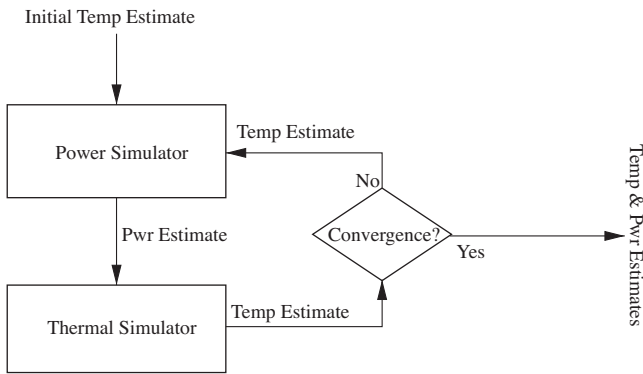 Initial Temp Estimate
Power Simulator
Temp Estimate
No
Pwr Estimate
Convergence?
Yes
Temp & Pwr Estimates
Thermal Simulator
Temp Estimate